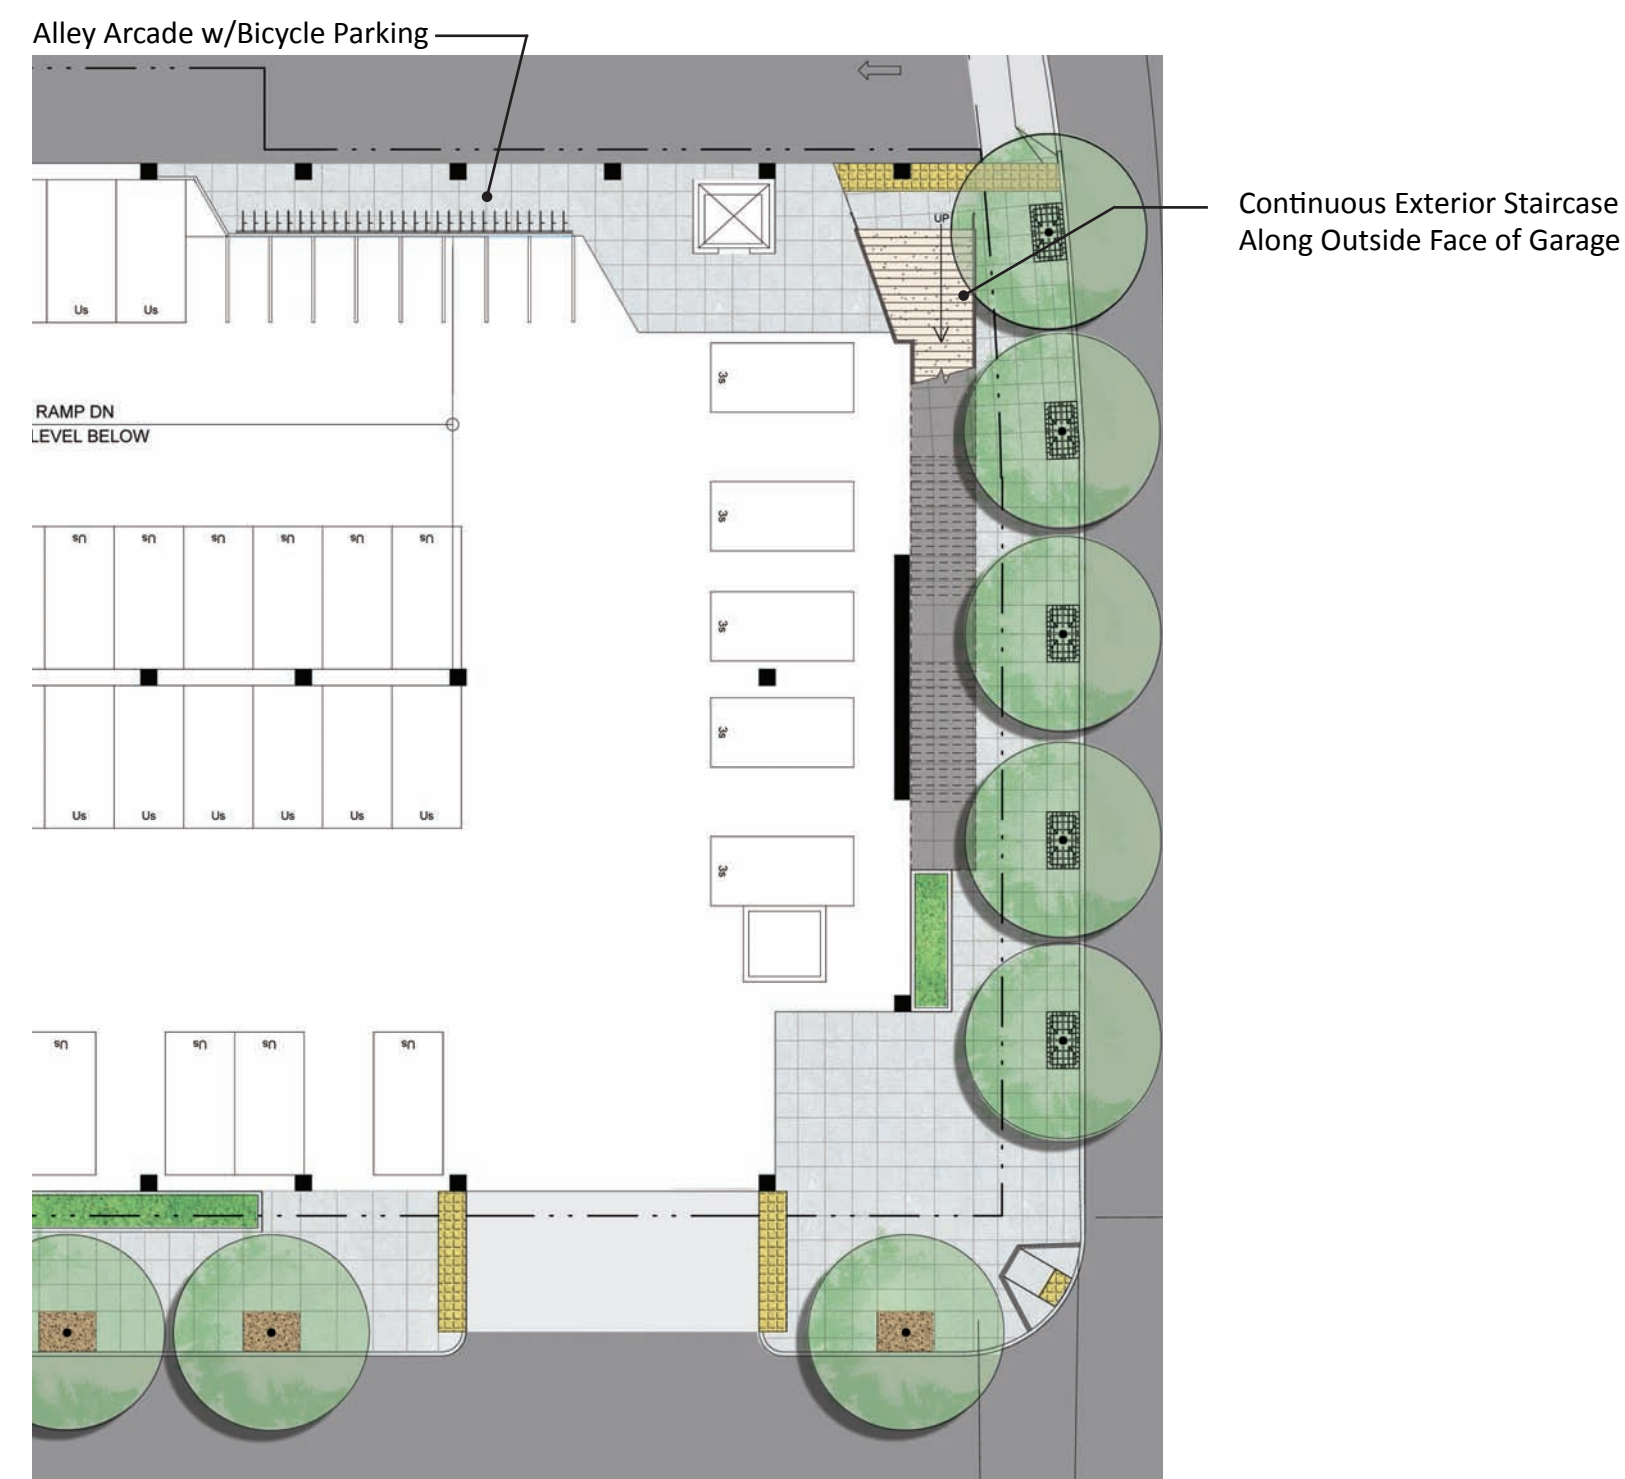 Alley Arcade w/Bicycle Parking
Continuous Exterior Staircase
Along Outside Face of Garage
UP
Us Us
3s
RAMP DN
LEVEL BELOW
3s
Us Us Us Us Us Us
3s
3s
Us Us Us Us Us Us
3s
Us Us Us Us